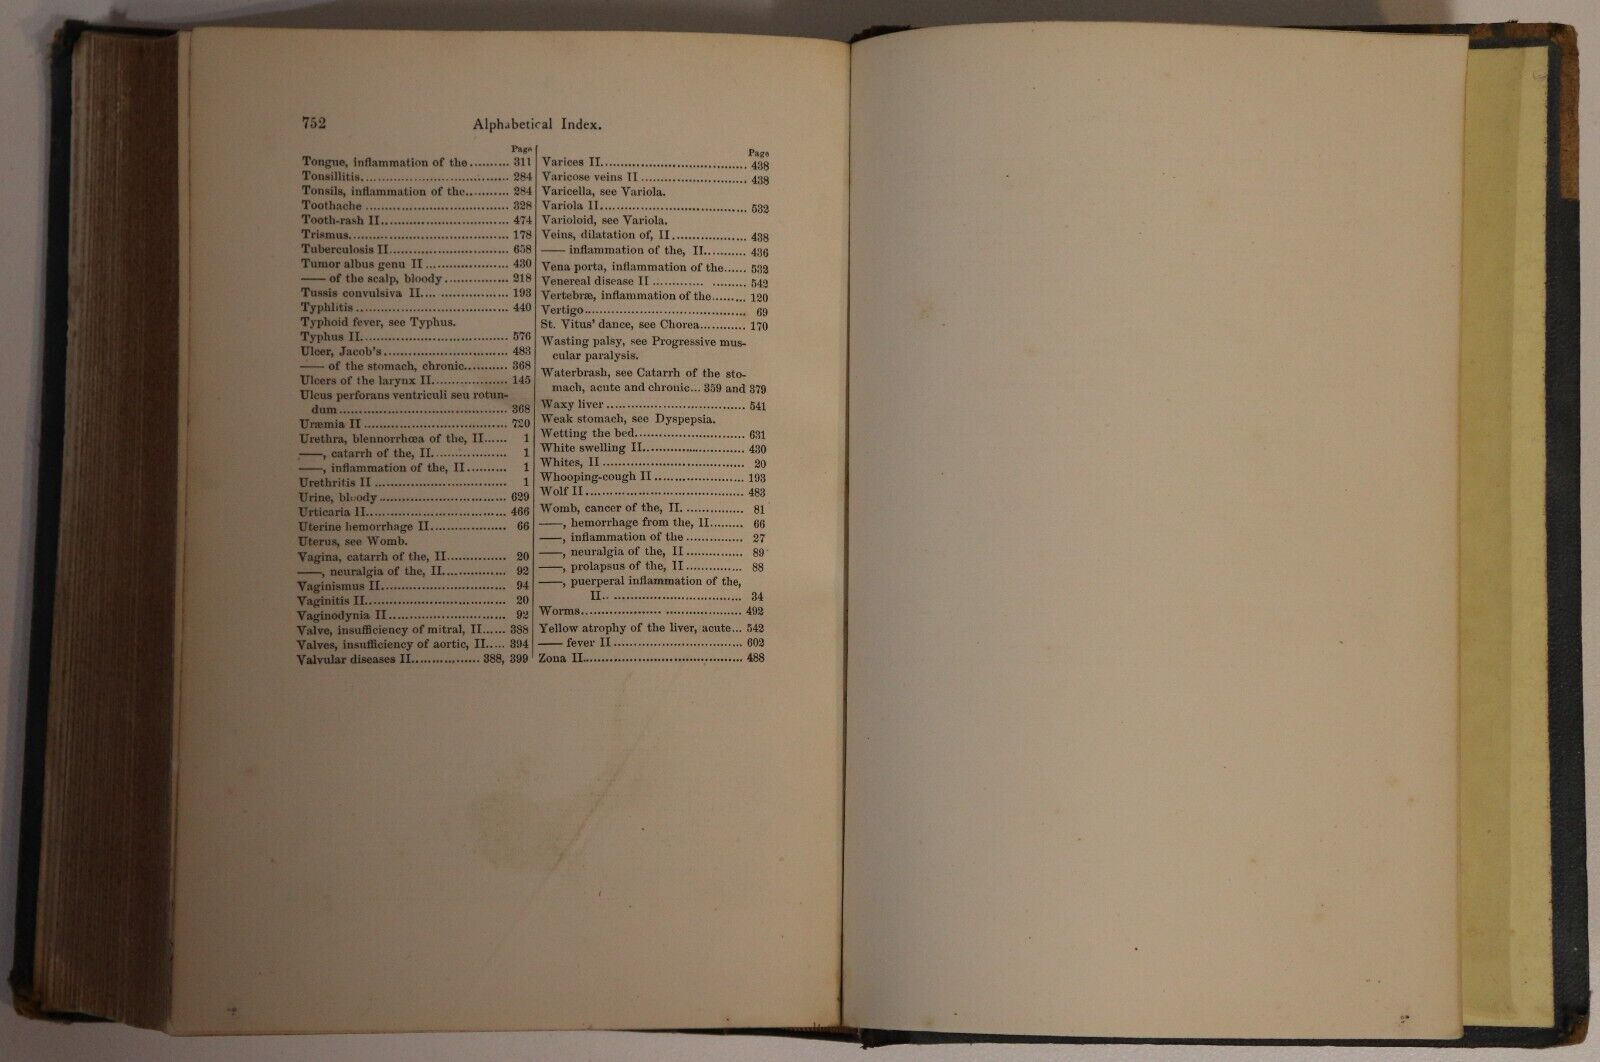 752
Alphabetical Index.
Page
Tongue, inflammation of the.......... 311
Tonsillitis.................................... 284
Tonsils, inflammation of the........... 284
Toothache ................................... 328
Tooth-rash II............................... 474
Trismus....................................... 178
Tuberculosis II............................. 658
Tumor albus genu II .................... 430
—— of the scalp, bloody............... 218
Tussis convulsiva II.... ................ 193
Typhlitis ..................................... 440
Typhoid fever, see Typhus.
Typhus II.................................... 576
Ulcer, Jacob's.............................. 483
—— of the stomach, chronic.......... 368
Ulcers of the larynx II.................. 145
Ulcus perforans ventriculi seu rotun-
dum........................................ 368
Uræmia II .................................. 720
Urethra, blennorrhœa of the, II...... 1
——, catarrh of the, II.................. 1
——, inflammation of the, II.......... 1
Urethritis II ................................ 1
Urine, bloody.............................. 629
Urticaria II.................................. 466
Uterine hemorrhage II.................. 66
Uterus, see Womb.
Vagina, catarrh of the, II.............. 20
——, neuralgia of the, II............... 92
Vaginismus II.............................. 94
Vaginitis II.................................. 20
Vaginodynia II............................ 92
Valve, insufficiency of mitral, II...... 388
Valves, insufficiency of aortic, II..... 394
Valvular diseases II................ 388, 399
Page
Varices II................................... 438
Varicose veins II ......................... 438
Varicella, see Variola.
Variola II................................... 532
Varioloid, see Variola.
Veins, dilatation of, II.................. 438
—— inflammation of the, II.......... 436
Vena porta, inflammation of the...... 532
Venereal disease II ............. ........ 542
Vertebræ, inflammation of the......... 120
Vertigo....................................... 69
St. Vitus' dance, see Chorea........... 170
Wasting palsy, see Progressive mus-
cular paralysis.
Waterbrash, see Catarrh of the sto-
mach, acute and chronic... 359 and 379
Waxy liver ................................. 541
Weak stomach, see Dyspepsia.
Wetting the bed.......................... 631
White swelling II........................ 430
Whites, II .................................. 20
Whooping-cough II ...................... 193
Wolf II ...................................... 483
Womb, cancer of the, II. .............. 81
——, hemorrhage from the, II........ 66
——, inflammation of the .............. 27
——, neuralgia of the, II .............. 89
——, prolapsus of the, II .............. 88
——, puerperal inflammation of the,
II.. ............................... 34
Worms................... .................. 492
Yellow atrophy of the liver, acute... 542
—— fever II ............................... 602
Zona II...................................... 488